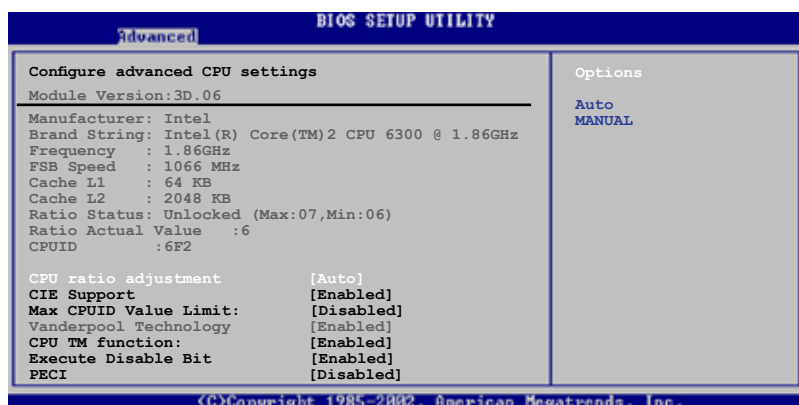 BIOS SETUP UTILITY
Advanced
Configure advanced CPU settings
Module Version:3D.06
Manufacturer: Intel
Brand String: Intel(R) Core(TM)2 CPU 6300 @ 1.86GHz
Frequency : 1.86GHz
FSB Speed : 1066 MHz
Cache L1 : 64 KB
Cache L2 : 2048 KB
Ratio Status: Unlocked (Max:07,Min:06)
Ratio Actual Value :6
CPUID :6F2
CPU ratio adjustment [Auto]
CIE Support [Enabled]
Max CPUID Value Limit: [Disabled]
Vanderpool Technology [Enabled]
CPU TM function: [Enabled]
Execute Disable Bit [Enabled]
PECI [Disabled]
Options
Auto
MANUAL
(C)Copyright 1985-2002, American Megatrends, Inc.